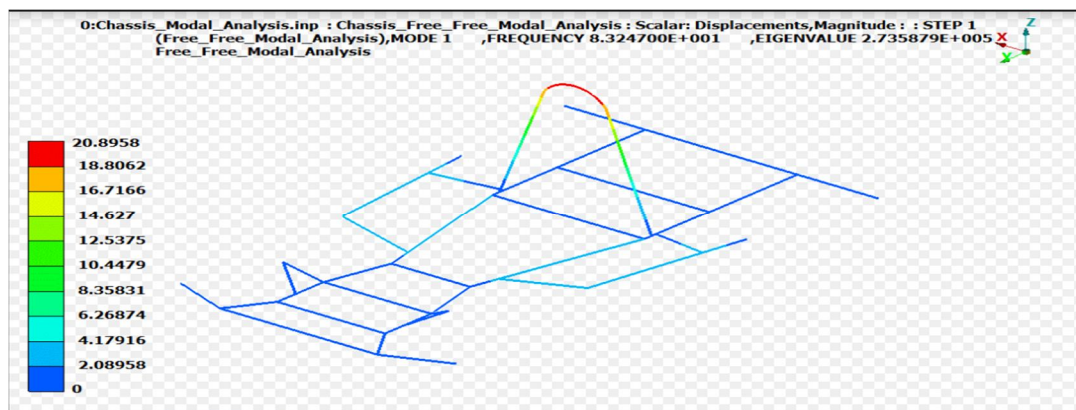 0:Chassis_Modal_Analysis.inp : Chassis_Free_Free_Modal_Analysis : Scalar: Displacements,Magnitude : : STEP 1
(Free_Free_Modal_Analysis),MODE 1 ,FREQUENCY 8.324700E+001 ,EIGENVALUE 2.735879E+005
Free_Free_Modal_Analysis
Z
X
Y
20.8958
18.8062
16.7166
14.627
12.5375
10.4479
8.35831
6.26874
4.17916
2.08958
0